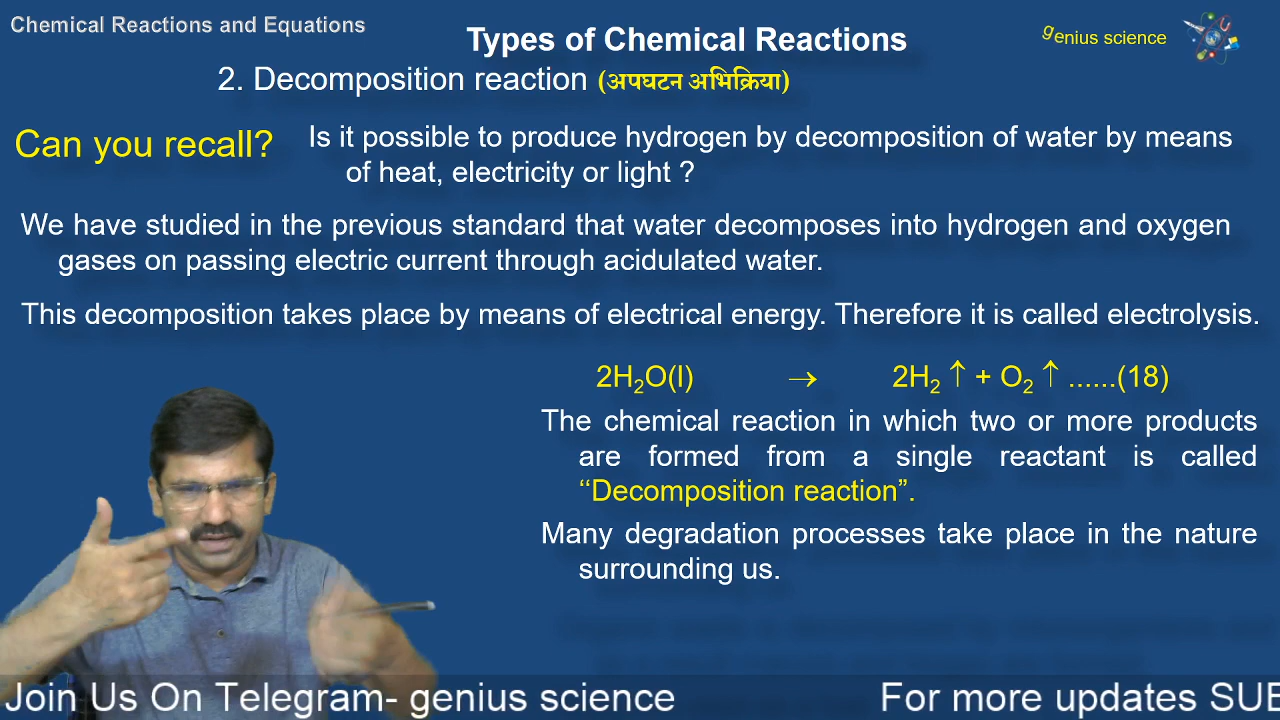 Chemical Reactions and Equations
Types of Chemical Reactions
genius science
2. Decomposition reaction (अपघटन अभिक्रिया)
Can you recall?
Is it possible to produce hydrogen by decomposition of water by means
of heat, electricity or light ?
We have studied in the previous standard that water decomposes into hydrogen and oxygen
gases on passing electric current through acidulated water.
This decomposition takes place by means of electrical energy. Therefore it is called electrolysis.
2H₂O(l) → 2H₂ ↑ + O₂ ↑ ......(18)
The chemical reaction in which two or more products
are formed from a single reactant is called
‘‘Decomposition reaction”.
Many degradation processes take place in the nature
surrounding us.
Join Us On Telegram- genius science
For more updates